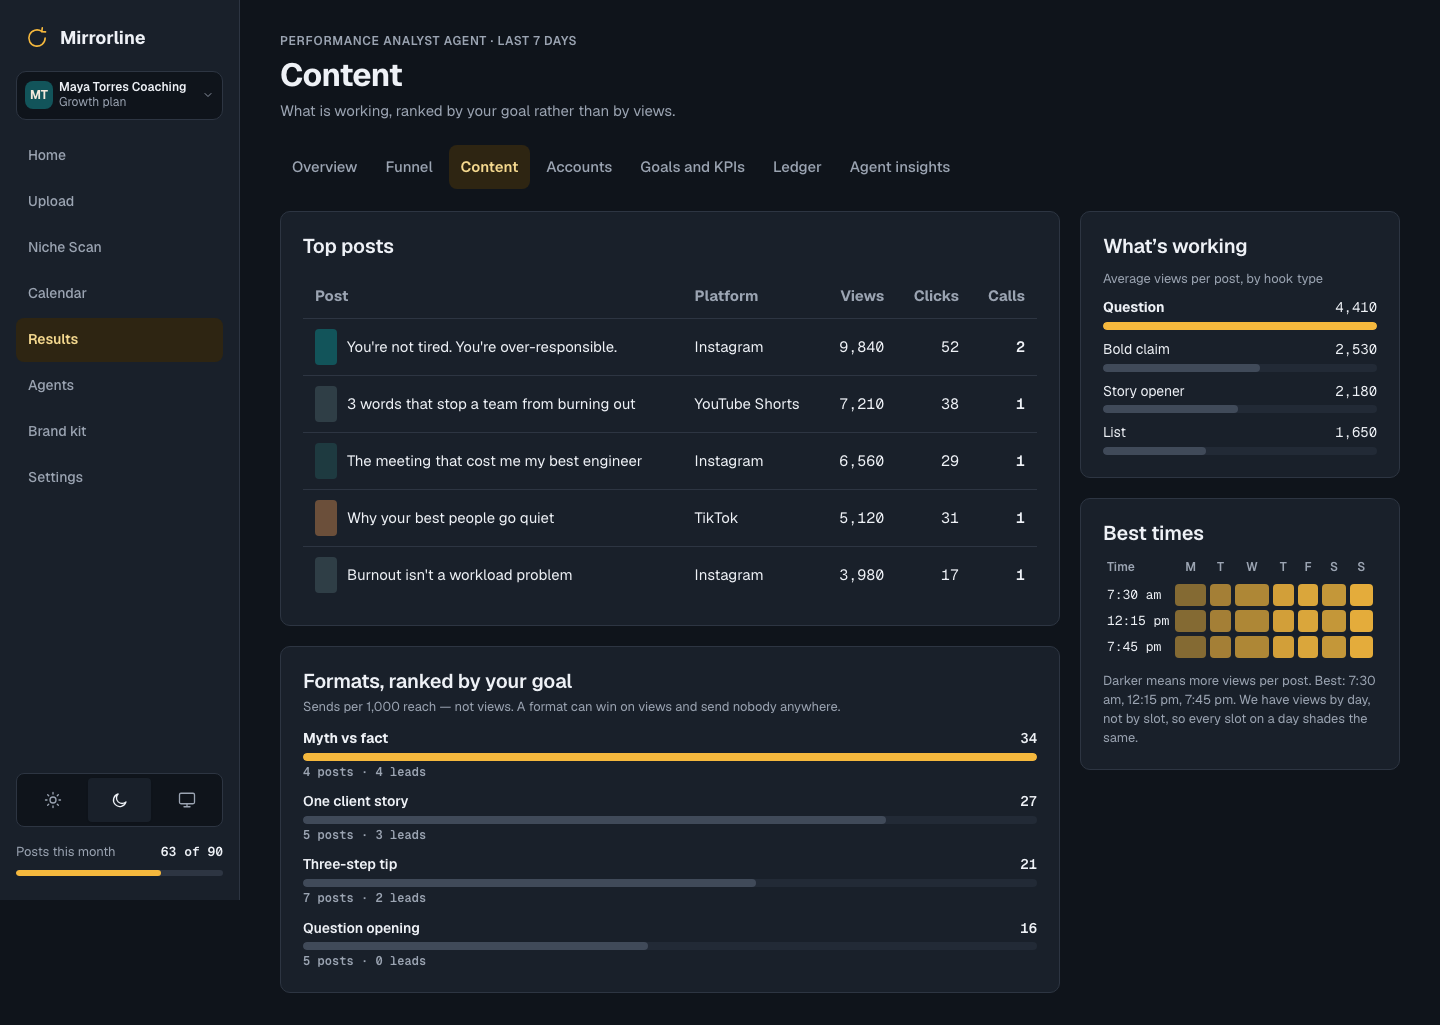 Mirrorline
MT
Maya Torres Coaching
Growth plan
Home
Upload
Niche Scan
Calendar
Results
Agents
Brand kit
Settings
Posts this month 63 of 90
PERFORMANCE ANALYST AGENT · LAST 7 DAYS
Content
What is working, ranked by your goal rather than by views.
Overview Funnel Content Accounts Goals and KPIs Ledger Agent insights
Top posts
Post Platform Views Clicks Calls
You're not tired. You're over-responsible. Instagram 9,840 52 2
3 words that stop a team from burning out YouTube Shorts 7,210 38 1
The meeting that cost me my best engineer Instagram 6,560 29 1
Why your best people go quiet TikTok 5,120 31 1
Burnout isn't a workload problem Instagram 3,980 17 1
Formats, ranked by your goal
Sends per 1,000 reach — not views. A format can win on views and send nobody anywhere.
Myth vs fact 34
4 posts · 4 leads
One client story 27
5 posts · 3 leads
Three-step tip 21
7 posts · 2 leads
Question opening 16
5 posts · 0 leads
What’s working
Average views per post, by hook type
Question 4,410
Bold claim 2,530
Story opener 2,180
List 1,650
Best times
Time M T W T F S S
7:30 am
12:15 pm
7:45 pm
Darker means more views per post. Best: 7:30
am, 12:15 pm, 7:45 pm. We have views by day,
not by slot, so every slot on a day shades the
same.